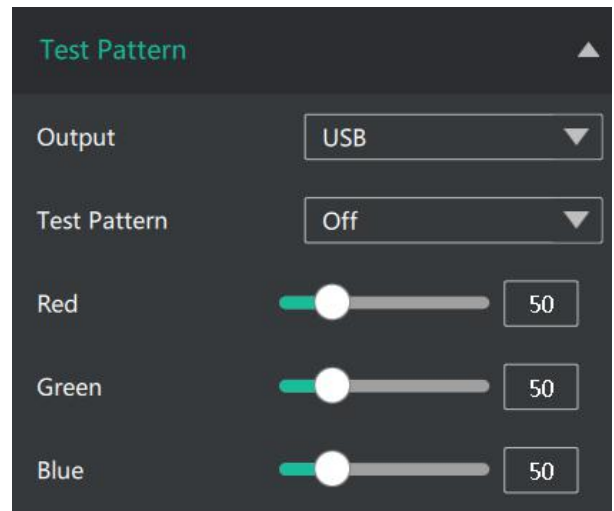 Test Pattern
Output USB
Test Pattern Off
Red 50
Green 50
Blue 50